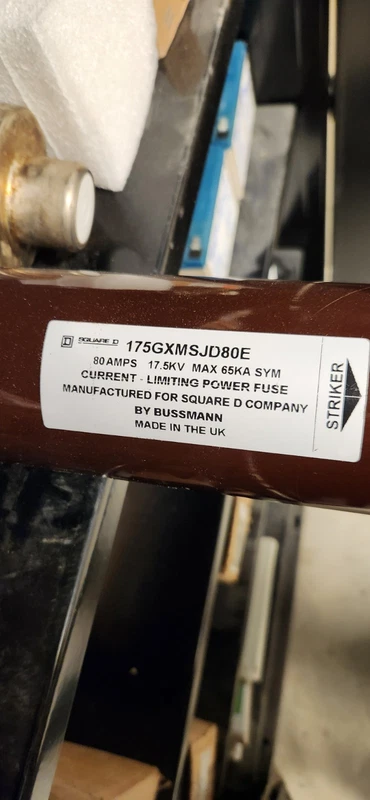 D SQUARE D 175GXMSJD80E
80 AMPS 17.5KV MAX 65KA SYM
CURRENT - LIMITING POWER FUSE
MANUFACTURED FOR SQUARE D COMPANY
BY BUSSMANN
MADE IN THE UK
STRIKER